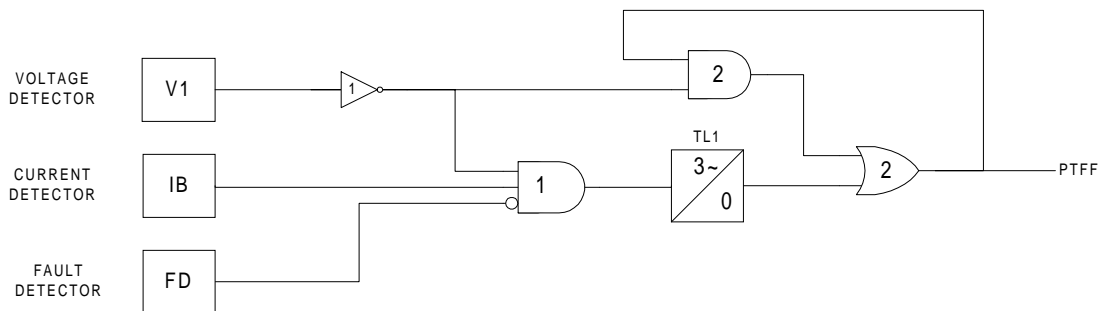 VOLTAGE
DETECTOR
V1
1
2
TL1
CURRENT
DETECTOR
IB
1
3~
0
2
PTFF
FAULT
DETECTOR
FD